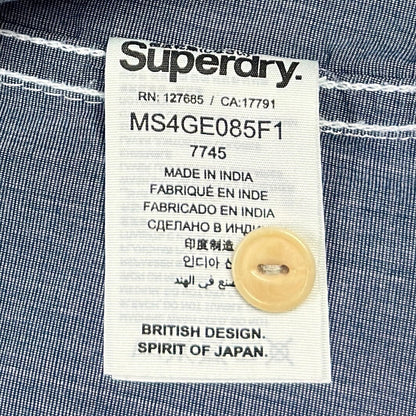 Superdry.
RN: 127685 / CA:17791
MS4GE085F1
7745
MADE IN INDIA
FABRIQUÉ EN INDE
FABRICADO EN INDIA
СДЕЛАНО В
印度制造
인디아
صنع في الهند
BRITISH DESIGN.
SPIRIT OF JAPAN.